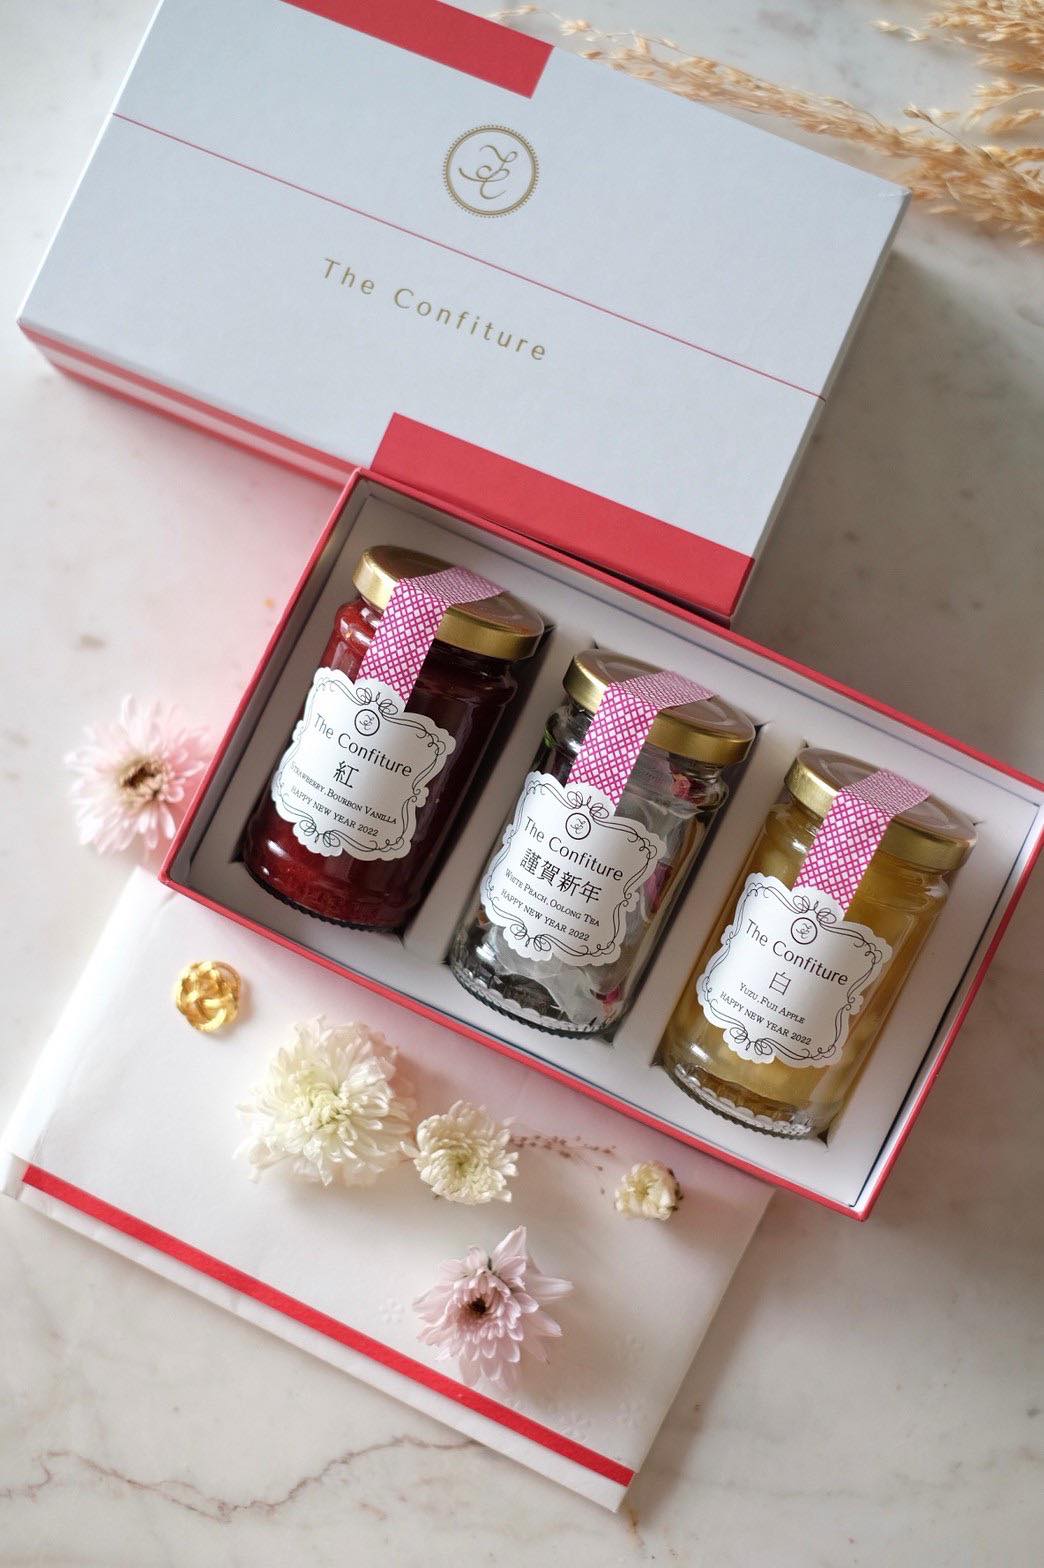 The Confiture
The Confiture
紅
Strawberry, Bourbon Vanilla
HAPPY NEW YEAR 2022
The Confiture
謹賀新年
White Peach, Oolong Tea
HAPPY NEW YEAR 2022
The Confiture
白
Yuzu, Fuji Apple
HAPPY NEW YEAR 2022